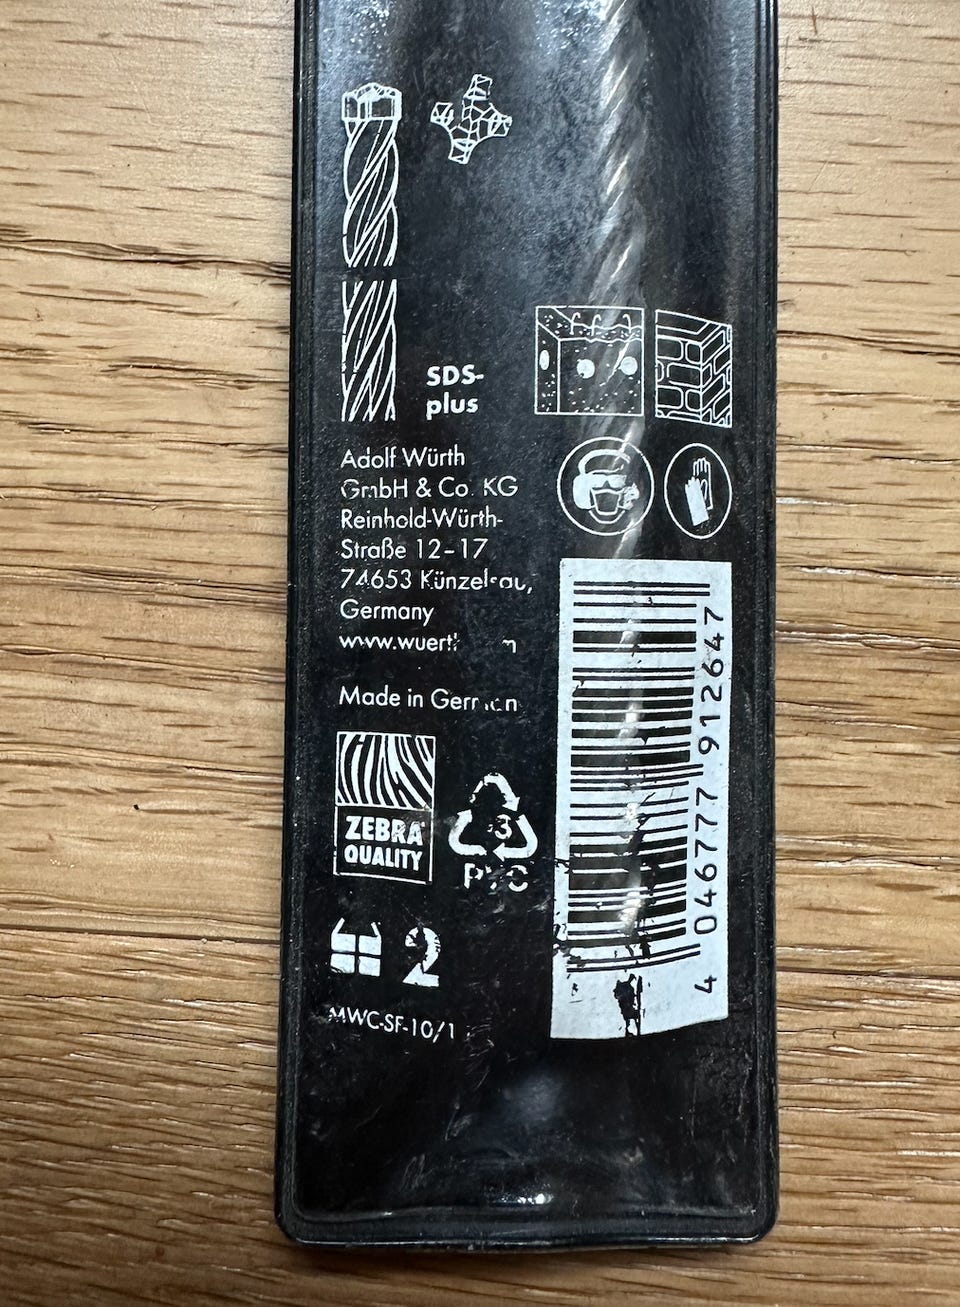 SDS-
plus
Adolf Würth
GmbH & Co. KG
Reinhold-Würth-
Straße 12-17
74653 Künzelsau,
Germany
Made in
ZEBRA
QUALITY
3
PVC
2
MWC-SF-10/1
4 046777 912647